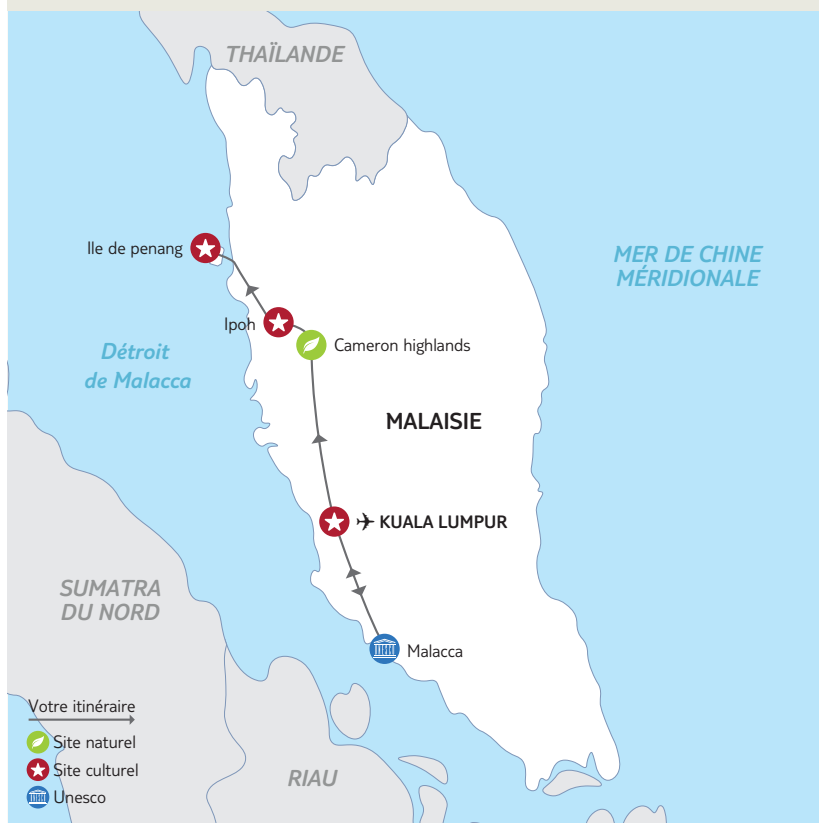 THAÏLANDE
Ile de penang
MER DE CHINE
MÉRIDIONALE
Ipoh
Cameron highlands
Détroit
de Malacca
MALAISIE
KUALA LUMPUR
SUMATRA
DU NORD
Malacca
Votre itinéraire
Site naturel
Site culturel
Unesco
RIAU